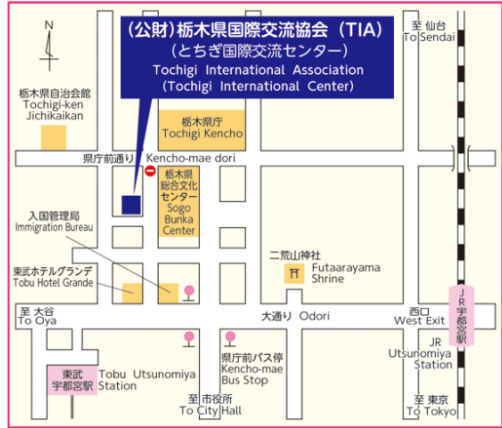 (公財)栃木県国際交流協会 (TIA)
(とちぎ国際交流センター)
Tochigi International Association
(Tochigi International Center)
N
至 仙台
To Sendai
栃木県自治会館
Tochigi-ken
Jichikaikan
栃木県庁
Tochigi Kencho
県庁前通り Kencho-mae dori
栃木県
総合文化
センター
Sogo
Bunka
Center
入国管理局
Immigration Bureau
二荒山神社
Futaarayama
Shrine
東武ホテルグランデ
Tobu Hotel Grande
至 大谷
To Oya
大通り Odori
西口
West Exit
JR宇都宮駅
JR
Utsunomiya
Station
東武
宇都宮駅
Tobu Utsunomiya
Station
県庁前バス停
Kencho-mae
Bus Stop
至 市役所
To City Hall
至 東京
To Tokyo